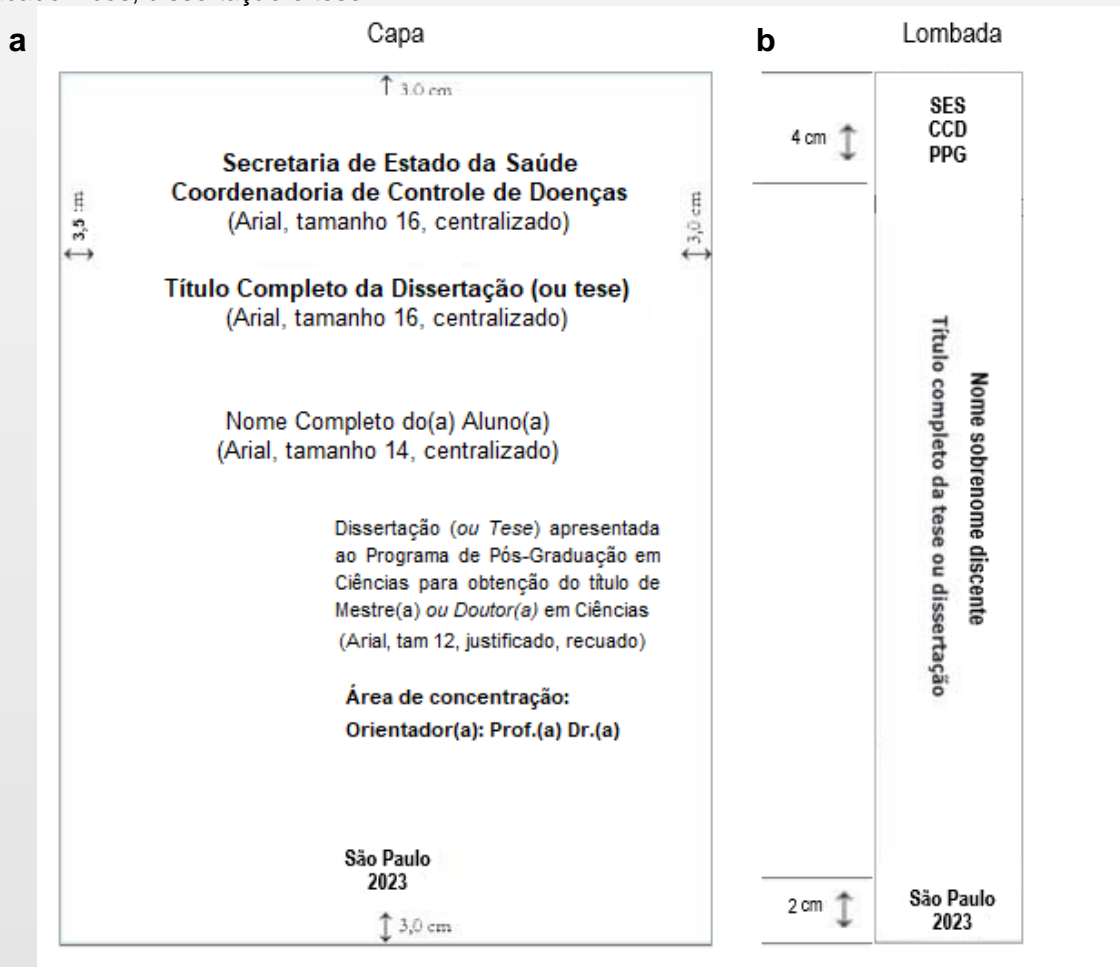 a
Capa
3.0 cm
Secretaria de Estado da Saúde
Coordenadoria de Controle de Doenças
(Arial, tamanho 16, centralizado)
3,5
3,0 cm
Título Completo da Dissertação (ou tese)
(Arial, tamanho 16, centralizado)
Nome Completo do(a) Aluno(a)
(Arial, tamanho 14, centralizado)
Dissertação (ou Tese) apresentada
ao Programa de Pós-Graduação em
Ciências para obtenção do título de
Mestre(a) ou Doutor(a) em Ciências
(Arial, tam 12, justificado, recuado)
Área de concentração:
Orientador(a): Prof.(a) Dr.(a)
São Paulo
2023
3,0 cm
b
Lombada
4 cm
SES
CCD
PPG
Nome sobrenome discente
Título completo da tese ou dissertação
2 cm
São Paulo
2023